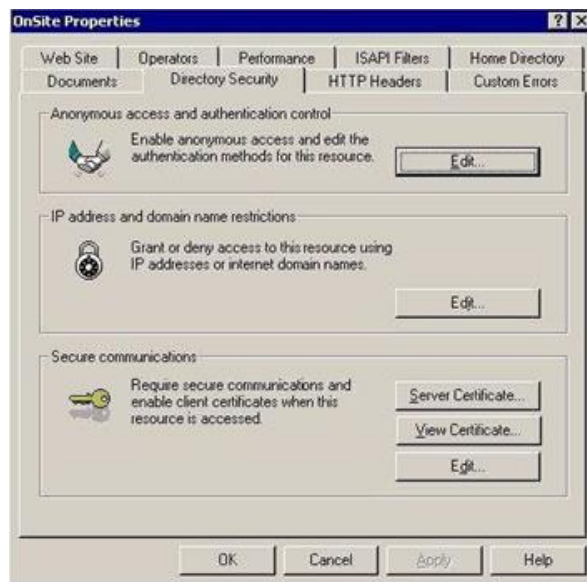 OnSite Properties
Web Site
Operators
Performance
ISAPI Filters
Home Directory
Documents
Directory Security
HTTP Headers
Custom Errors
Anonymous access and authentication control
Enable anonymous access and edit the
authentication methods for this resource.
Edit...
IP address and domain name restrictions
Grant or deny access to this resource using
IP addresses or internet domain names.
Edit...
Secure communications
Require secure communications and
enable client certificates when this
resource is accessed.
Server Certificate...
View Certificate...
Edit...
OK
Cancel
Apply
Help